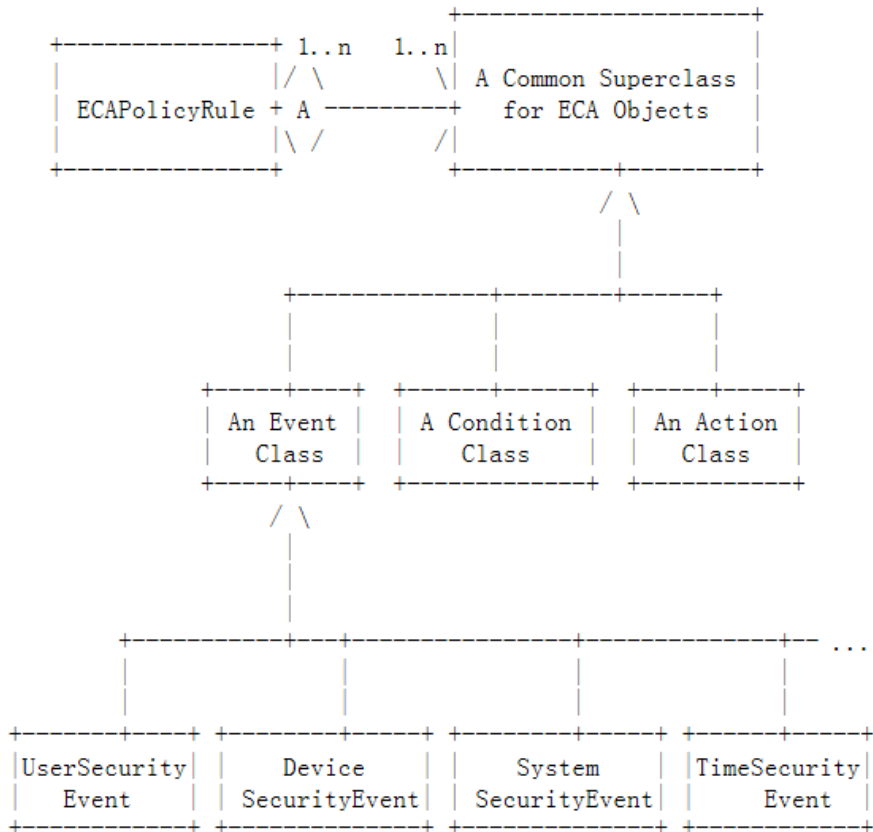 1..n 1..n
A Common Superclass
ECAPolicyRule A for ECA Objects
An Event A Condition An Action
Class Class Class
...
UserSecurity Device System TimeSecurity
Event SecurityEvent SecurityEvent Event